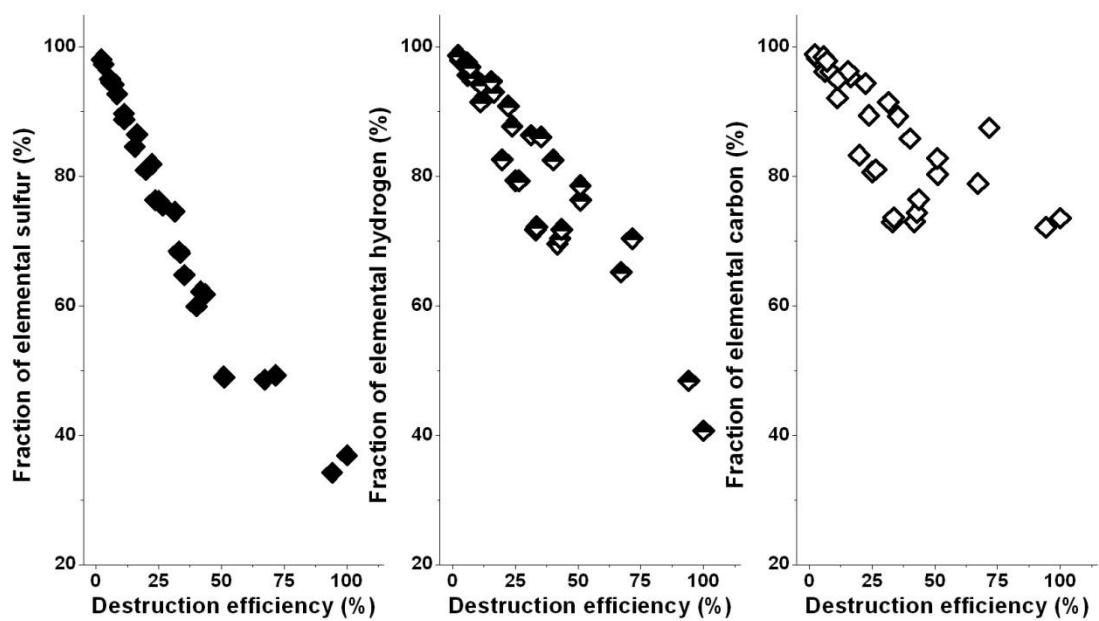 Fraction of elemental sulfur (%)
100
80
60
40
20
0 25 50 75 100
Destruction efficiency (%)
Fraction of elemental hydrogen (%)
100
80
60
40
20
0 25 50 75 100
Destruction efficiency (%)
Fraction of elemental carbon (%)
100
80
60
40
20
0 25 50 75 100
Destruction efficiency (%)